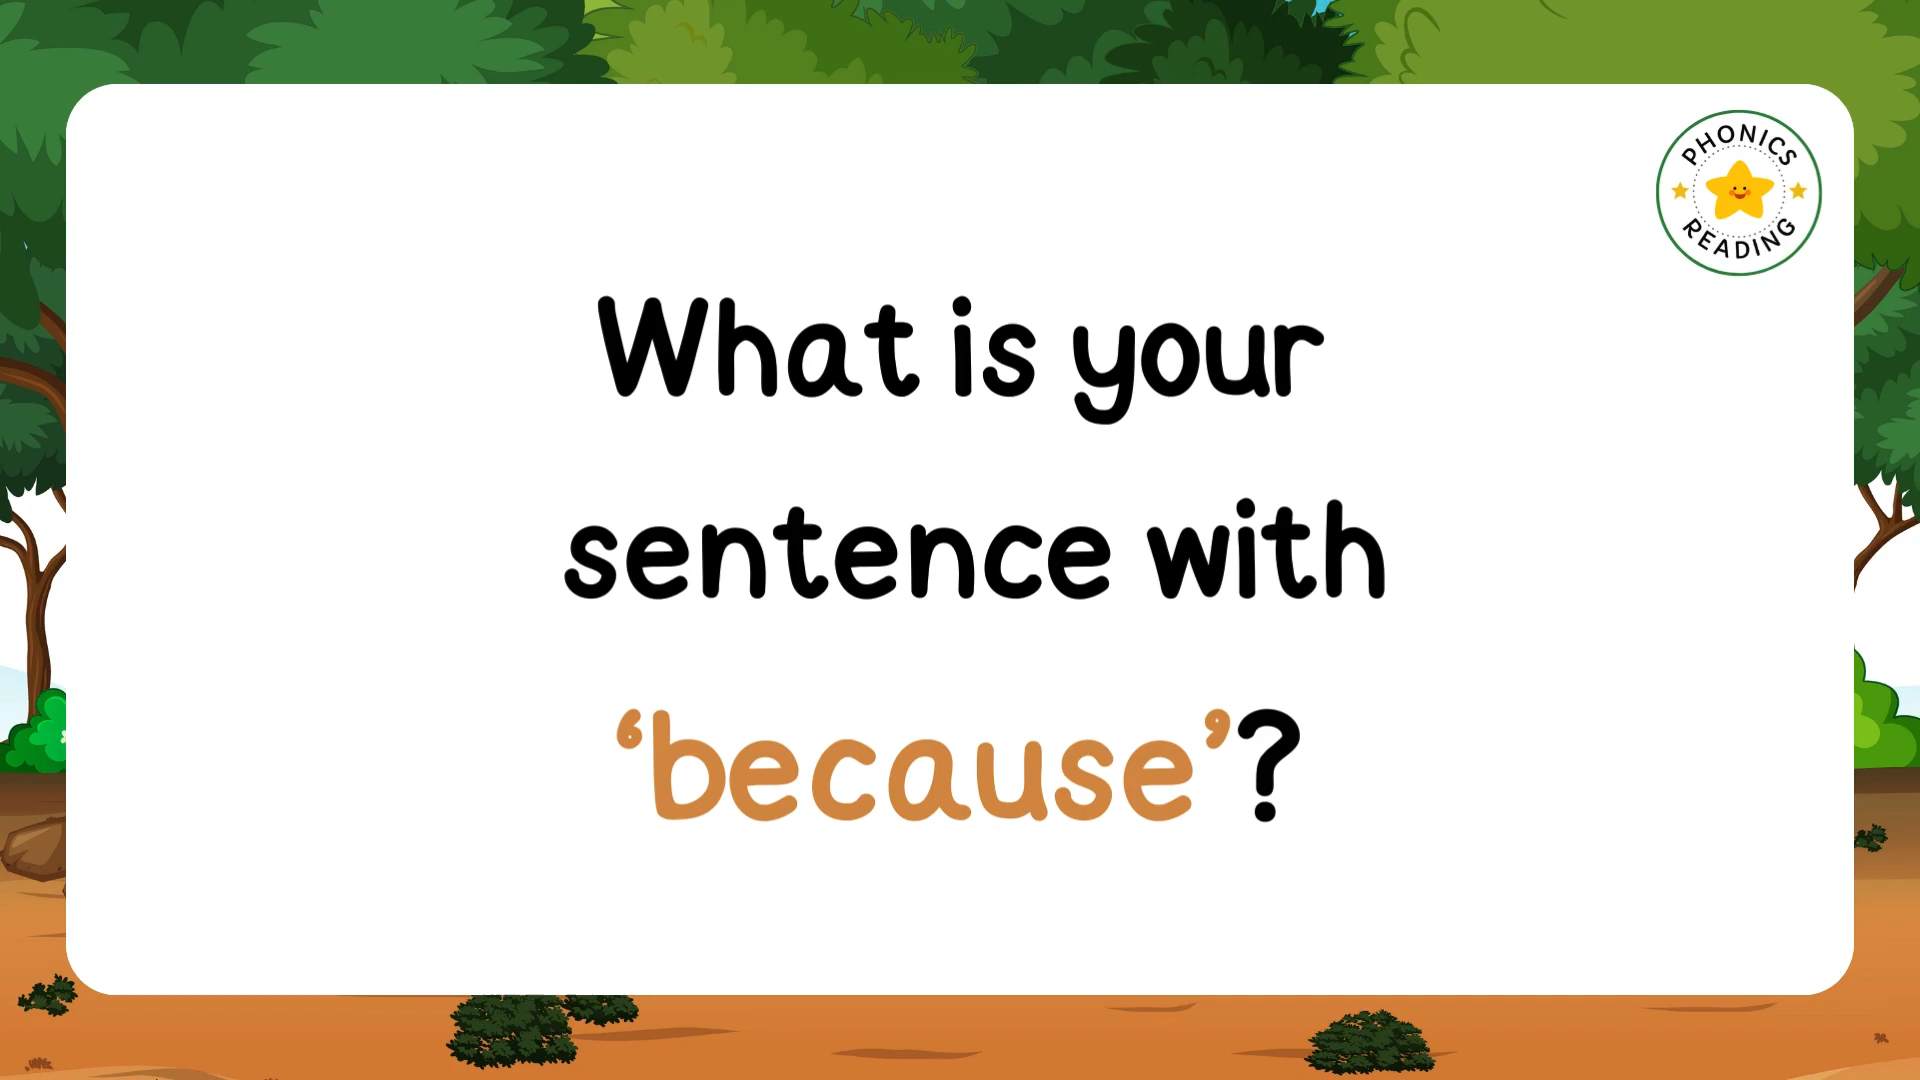 PHONICS
READING
What is your
sentence with
‘because’?